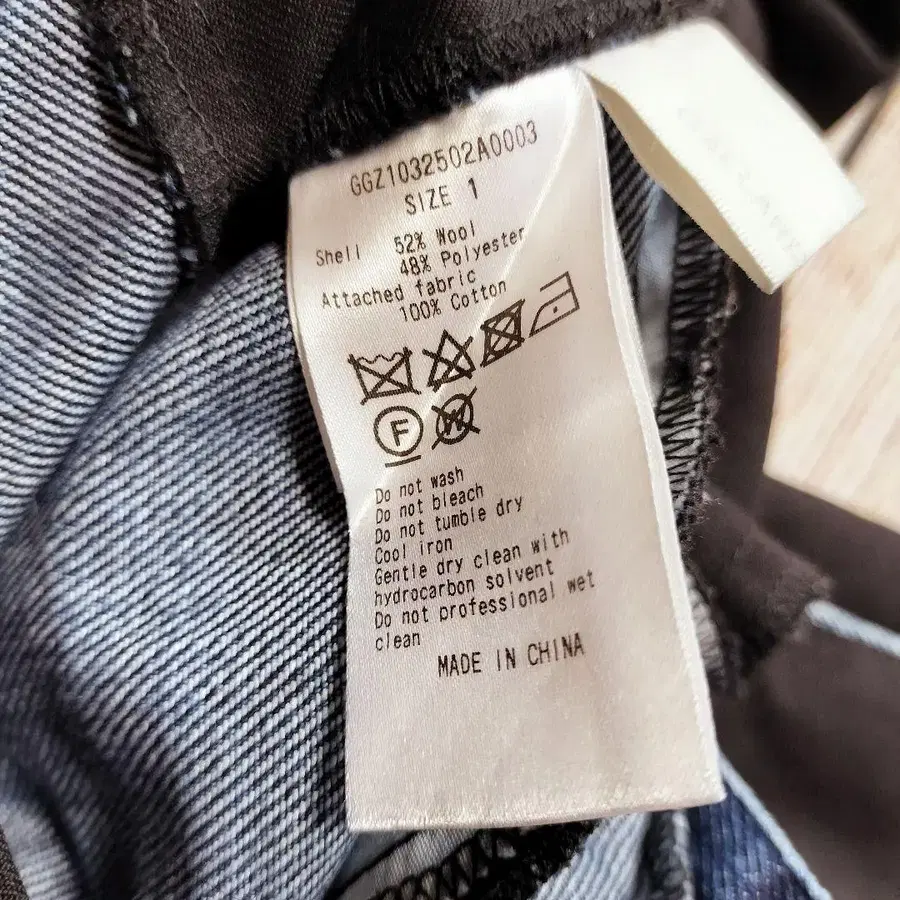 GGZ1032502A0003
SIZE 1
Shell 52% Wool
48% Polyester
Attached fabric
100% Cotton
F
W
Do not wash
Do not bleach
Do not tumble dry
Cool iron
Gentle dry clean with
hydrocarbon solvent
Do not professional wet
clean
MADE IN CHINA